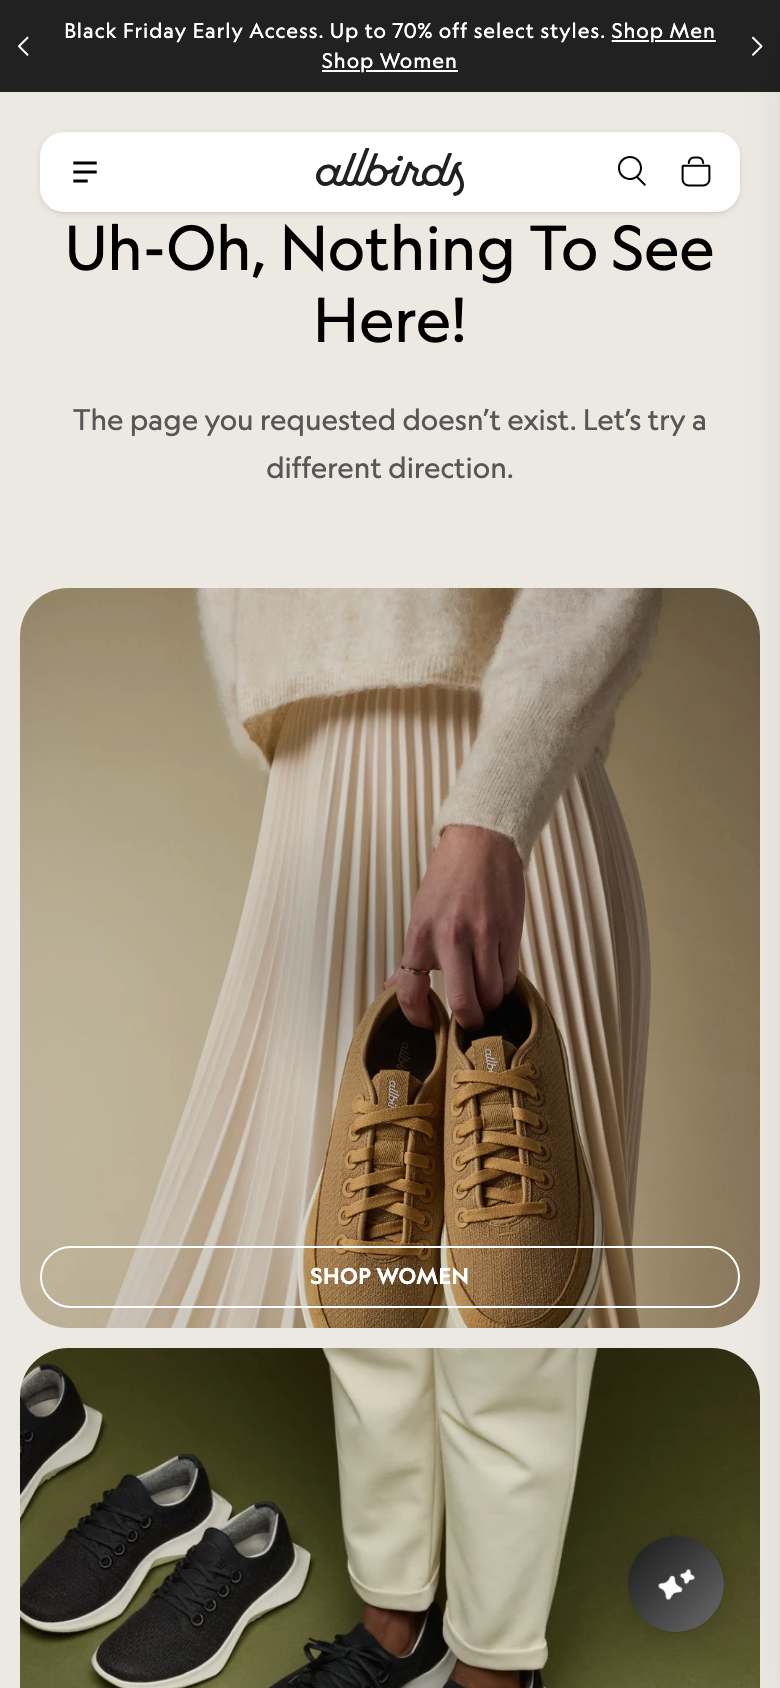 Black Friday Early Access. Up to 70% off select styles. Shop Men
Shop Women
allbirds
Uh-Oh, Nothing To See
Here!
The page you requested doesn’t exist. Let’s try a
different direction.
SHOP WOMEN